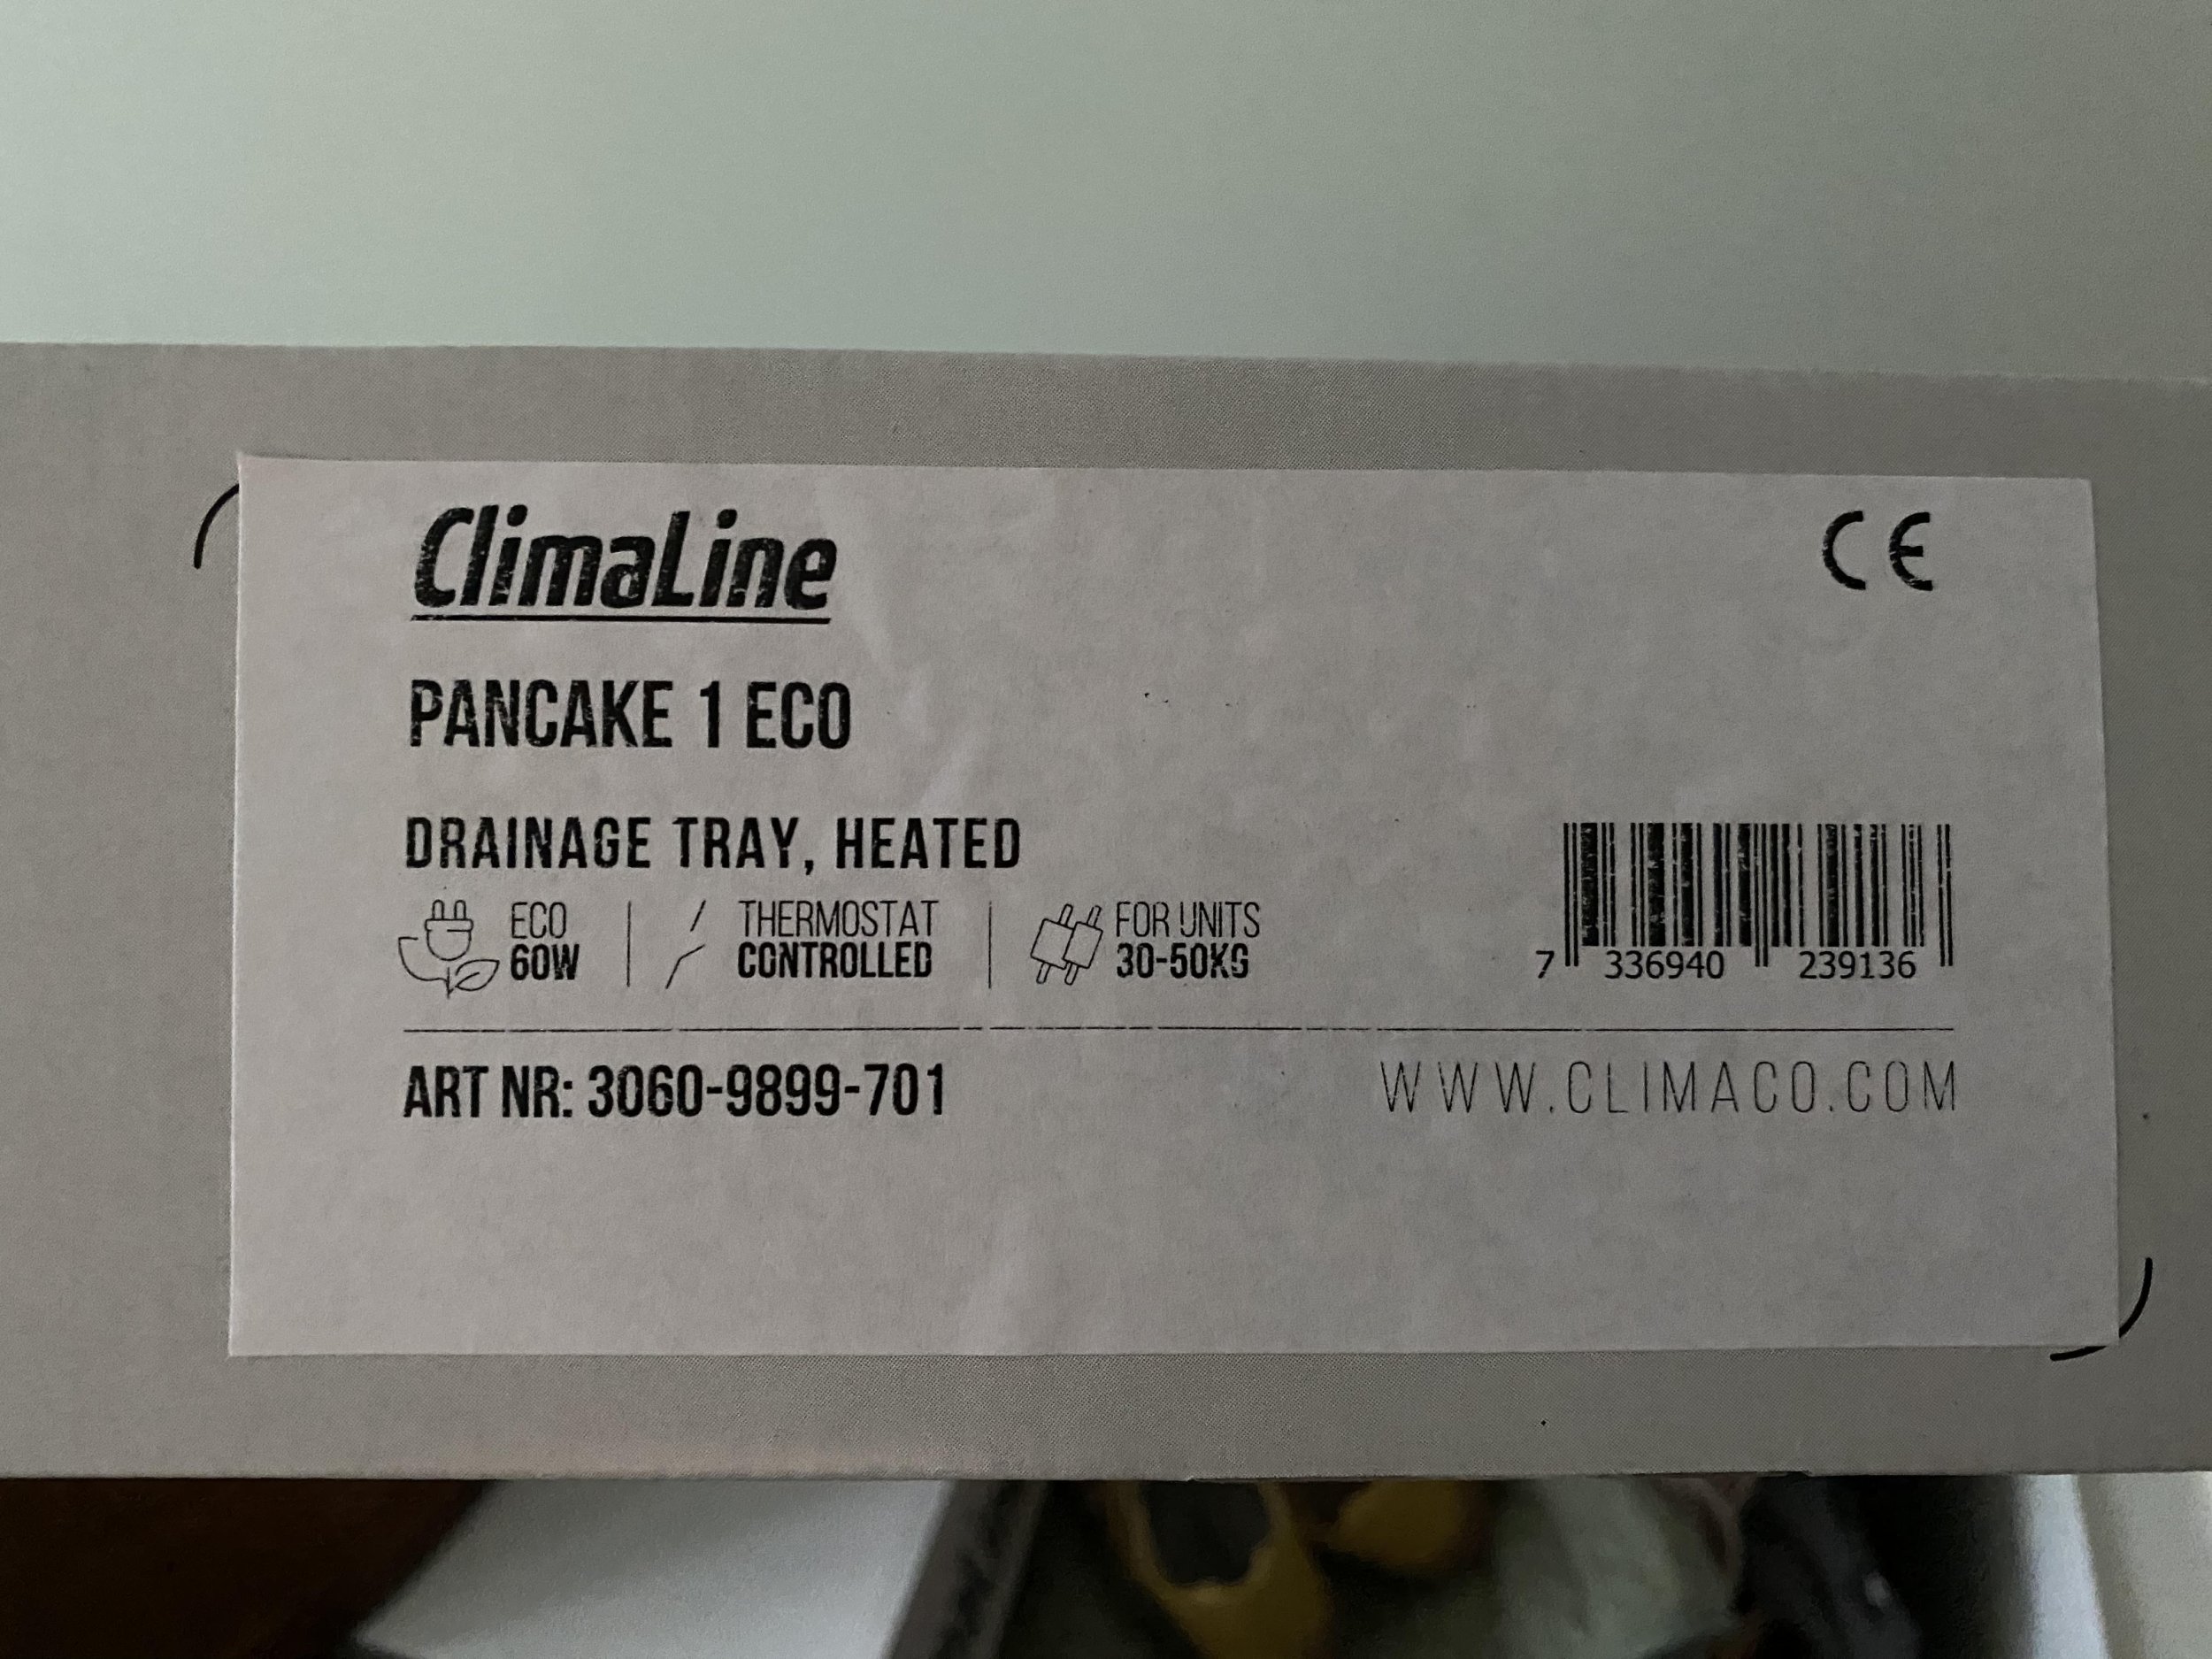 ClimaLine
CE
PANCAKE 1 ECO
DRAINAGE TRAY, HEATED
ECO
60W
THERMOSTAT
CONTROLLED
FOR UNITS
30-50KG
7 336940 239136
ART NR: 3060-9899-701
WWW.CLIMACO.COM